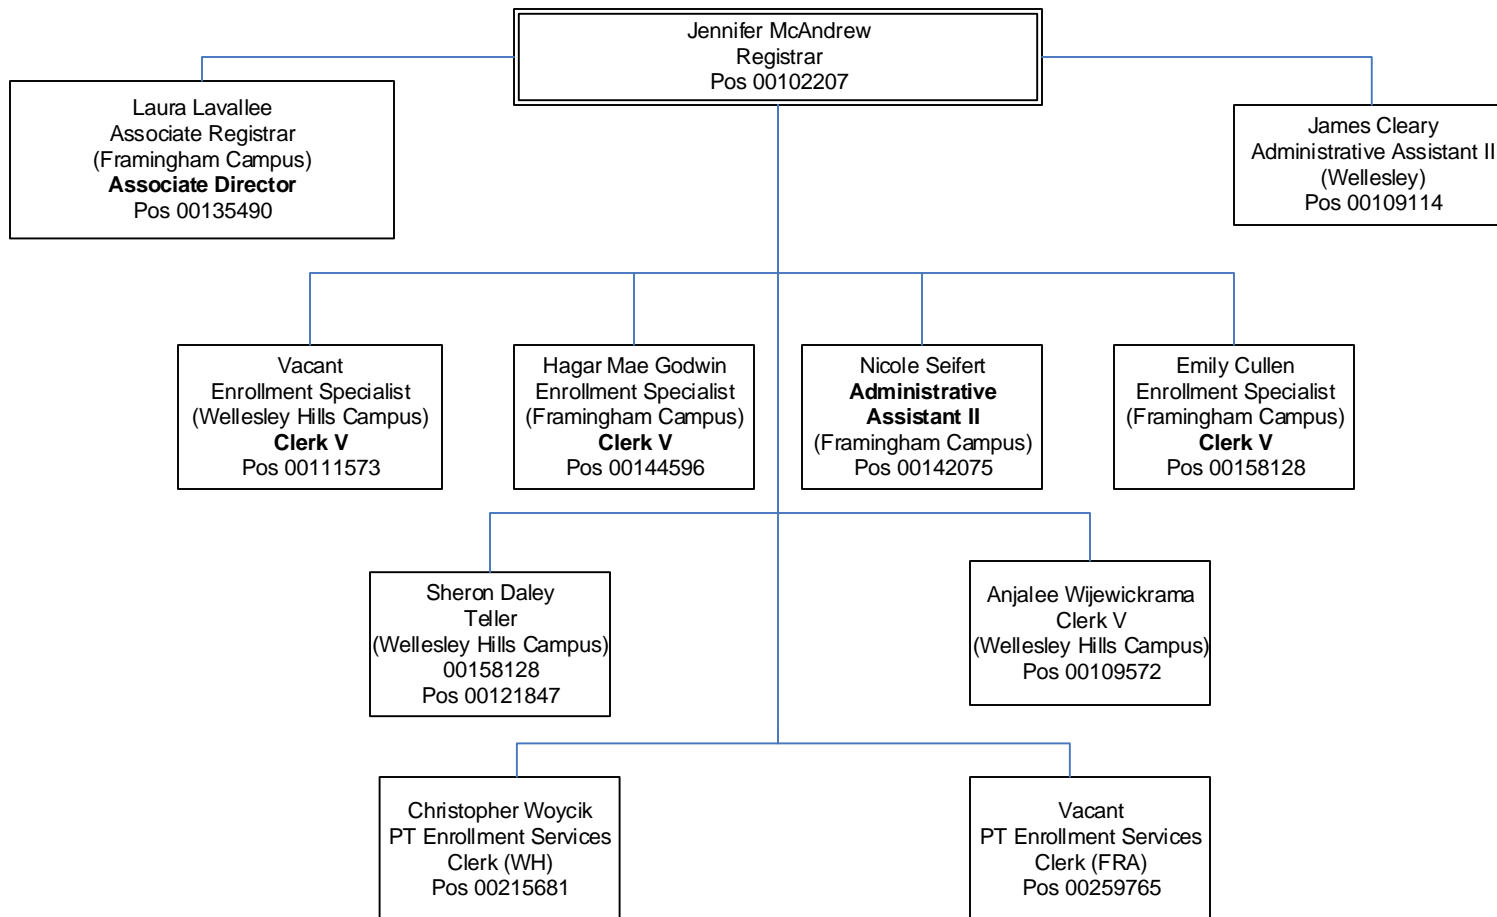 Jennifer McAndrew
Registrar
Pos 00102207
Laura Lavallee
Associate Registrar
(Framingham Campus)
Associate Director
Pos 00135490
James Cleary
Administrative Assistant II
(Wellesley)
Pos 00109114
Vacant
Enrollment Specialist
(Wellesley Hills Campus)
Clerk V
Pos 00111573
Hagar Mae Godwin
Enrollment Specialist
(Framingham Campus)
Clerk V
Pos 00144596
Nicole Seifert
Administrative
Assistant II
(Framingham Campus)
Pos 00142075
Emily Cullen
Enrollment Specialist
(Framingham Campus)
Clerk V
Pos 00158128
Sheron Daley
Teller
(Wellesley Hills Campus)
00158128
Pos 00121847
Anjalee Wijewickrama
Clerk V
(Wellesley Hills Campus)
Pos 00109572
Christopher Woycik
PT Enrollment Services
Clerk (WH)
Pos 00215681
Vacant
PT Enrollment Services
Clerk (FRA)
Pos 00259765